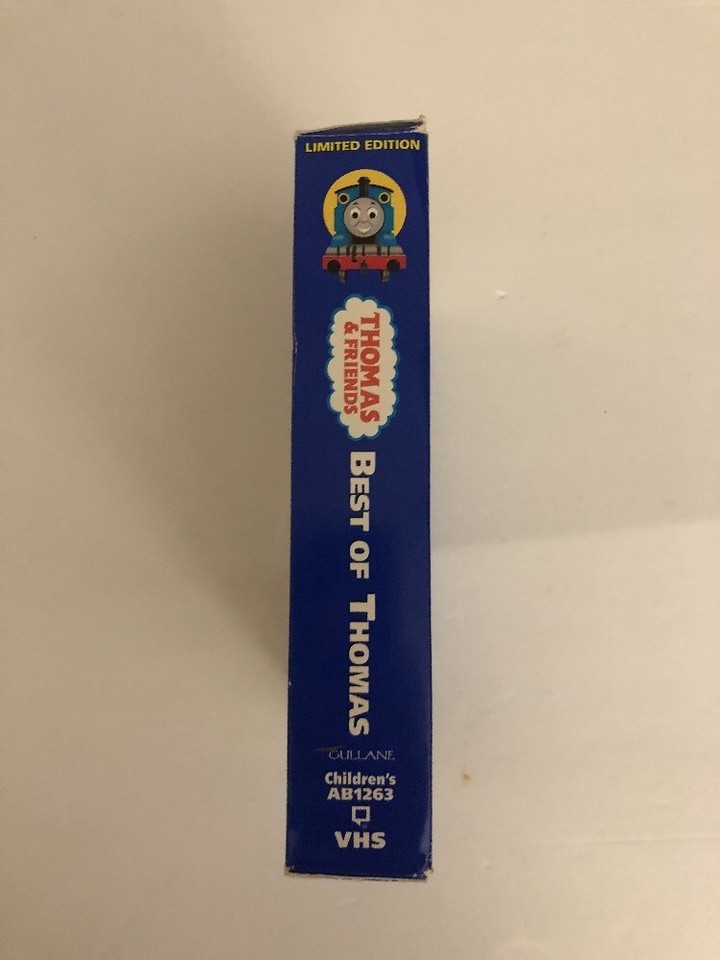 LIMITED EDITION
THOMAS
& FRIENDS
BEST OF THOMAS
GULLANE
Children's
AB1263
VHS